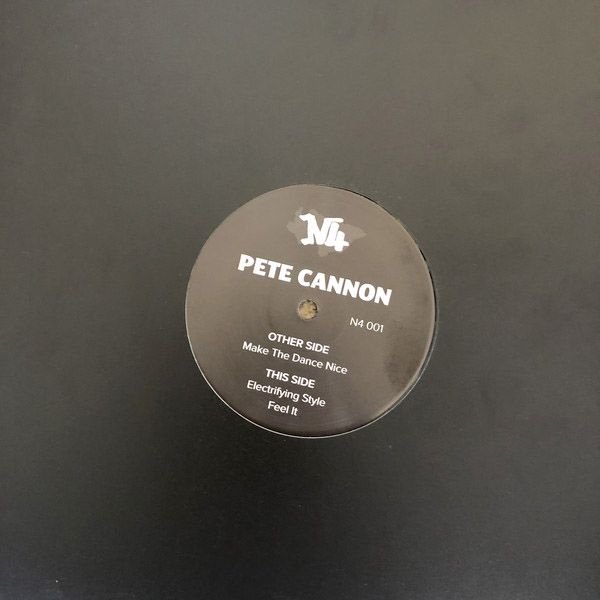 N4
PETE CANNON
N4 001
OTHER SIDE
Make The Dance Nice
THIS SIDE
Electrifying Style
Feel It